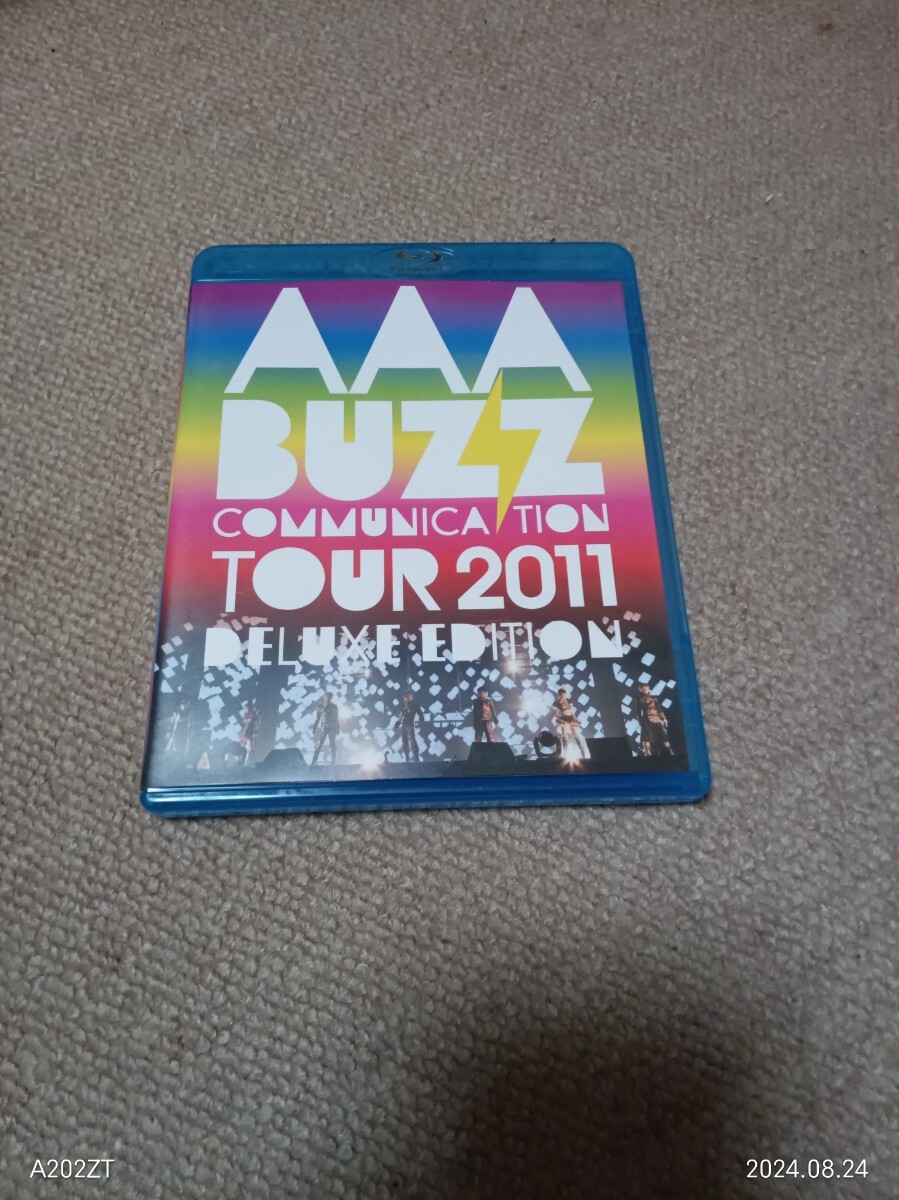 AAA
BUZZ
COMMUNICATION
TOUR 2011
DELUXE EDITION
A202ZT
2024.08.24